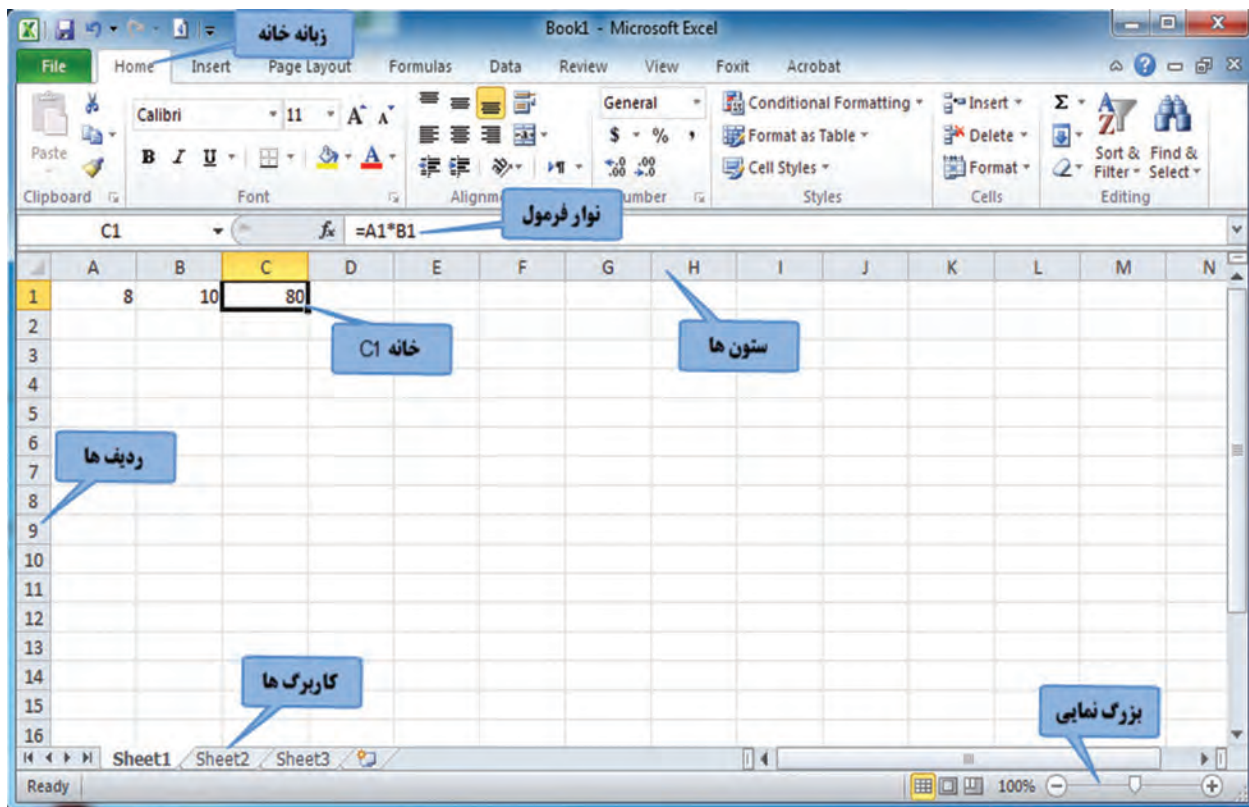 Book1 - Microsoft Excel
زبانه خانه
File Home Insert Page Layout Formulas Data Review View Foxit Acrobat
Paste
Calibri 11 A A
B I U A
General
$ % ,
.0 .00
.00 .0
Conditional Formatting
Format as Table
Cell Styles
Insert
Delete
Format
Σ
A
Z
Sort & Filter
Find & Select
Clipboard Font Alignm umber Styles Cells Editing
نوار فرمول
C1 fx =A1*B1
A B C D E F G H I J K L M N
1 8 10 80
2
خانه C1
ستون ها
3
4
5
6
ردیف ها
7
8
9
10
11
12
13
14
کاربرگ ها
15
بزرگ نمایی
16
Sheet1 Sheet2 Sheet3
Ready 100%